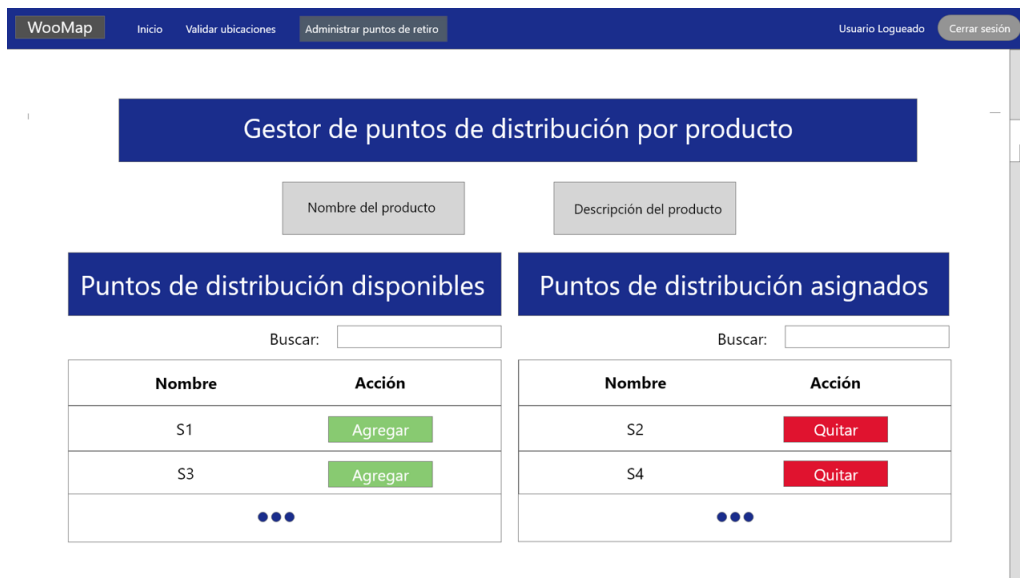 WooMap Inicio Validar ubicaciones Administrar puntos de retiro Usuario Logueado Cerrar sesión
Gestor de puntos de distribución por producto
Nombre del producto Descripción del producto
Puntos de distribución disponibles Puntos de distribución asignados
Buscar: Buscar:
Nombre Acción Nombre Acción
S1 Agregar S2 Quitar
S3 Agregar S4 Quitar